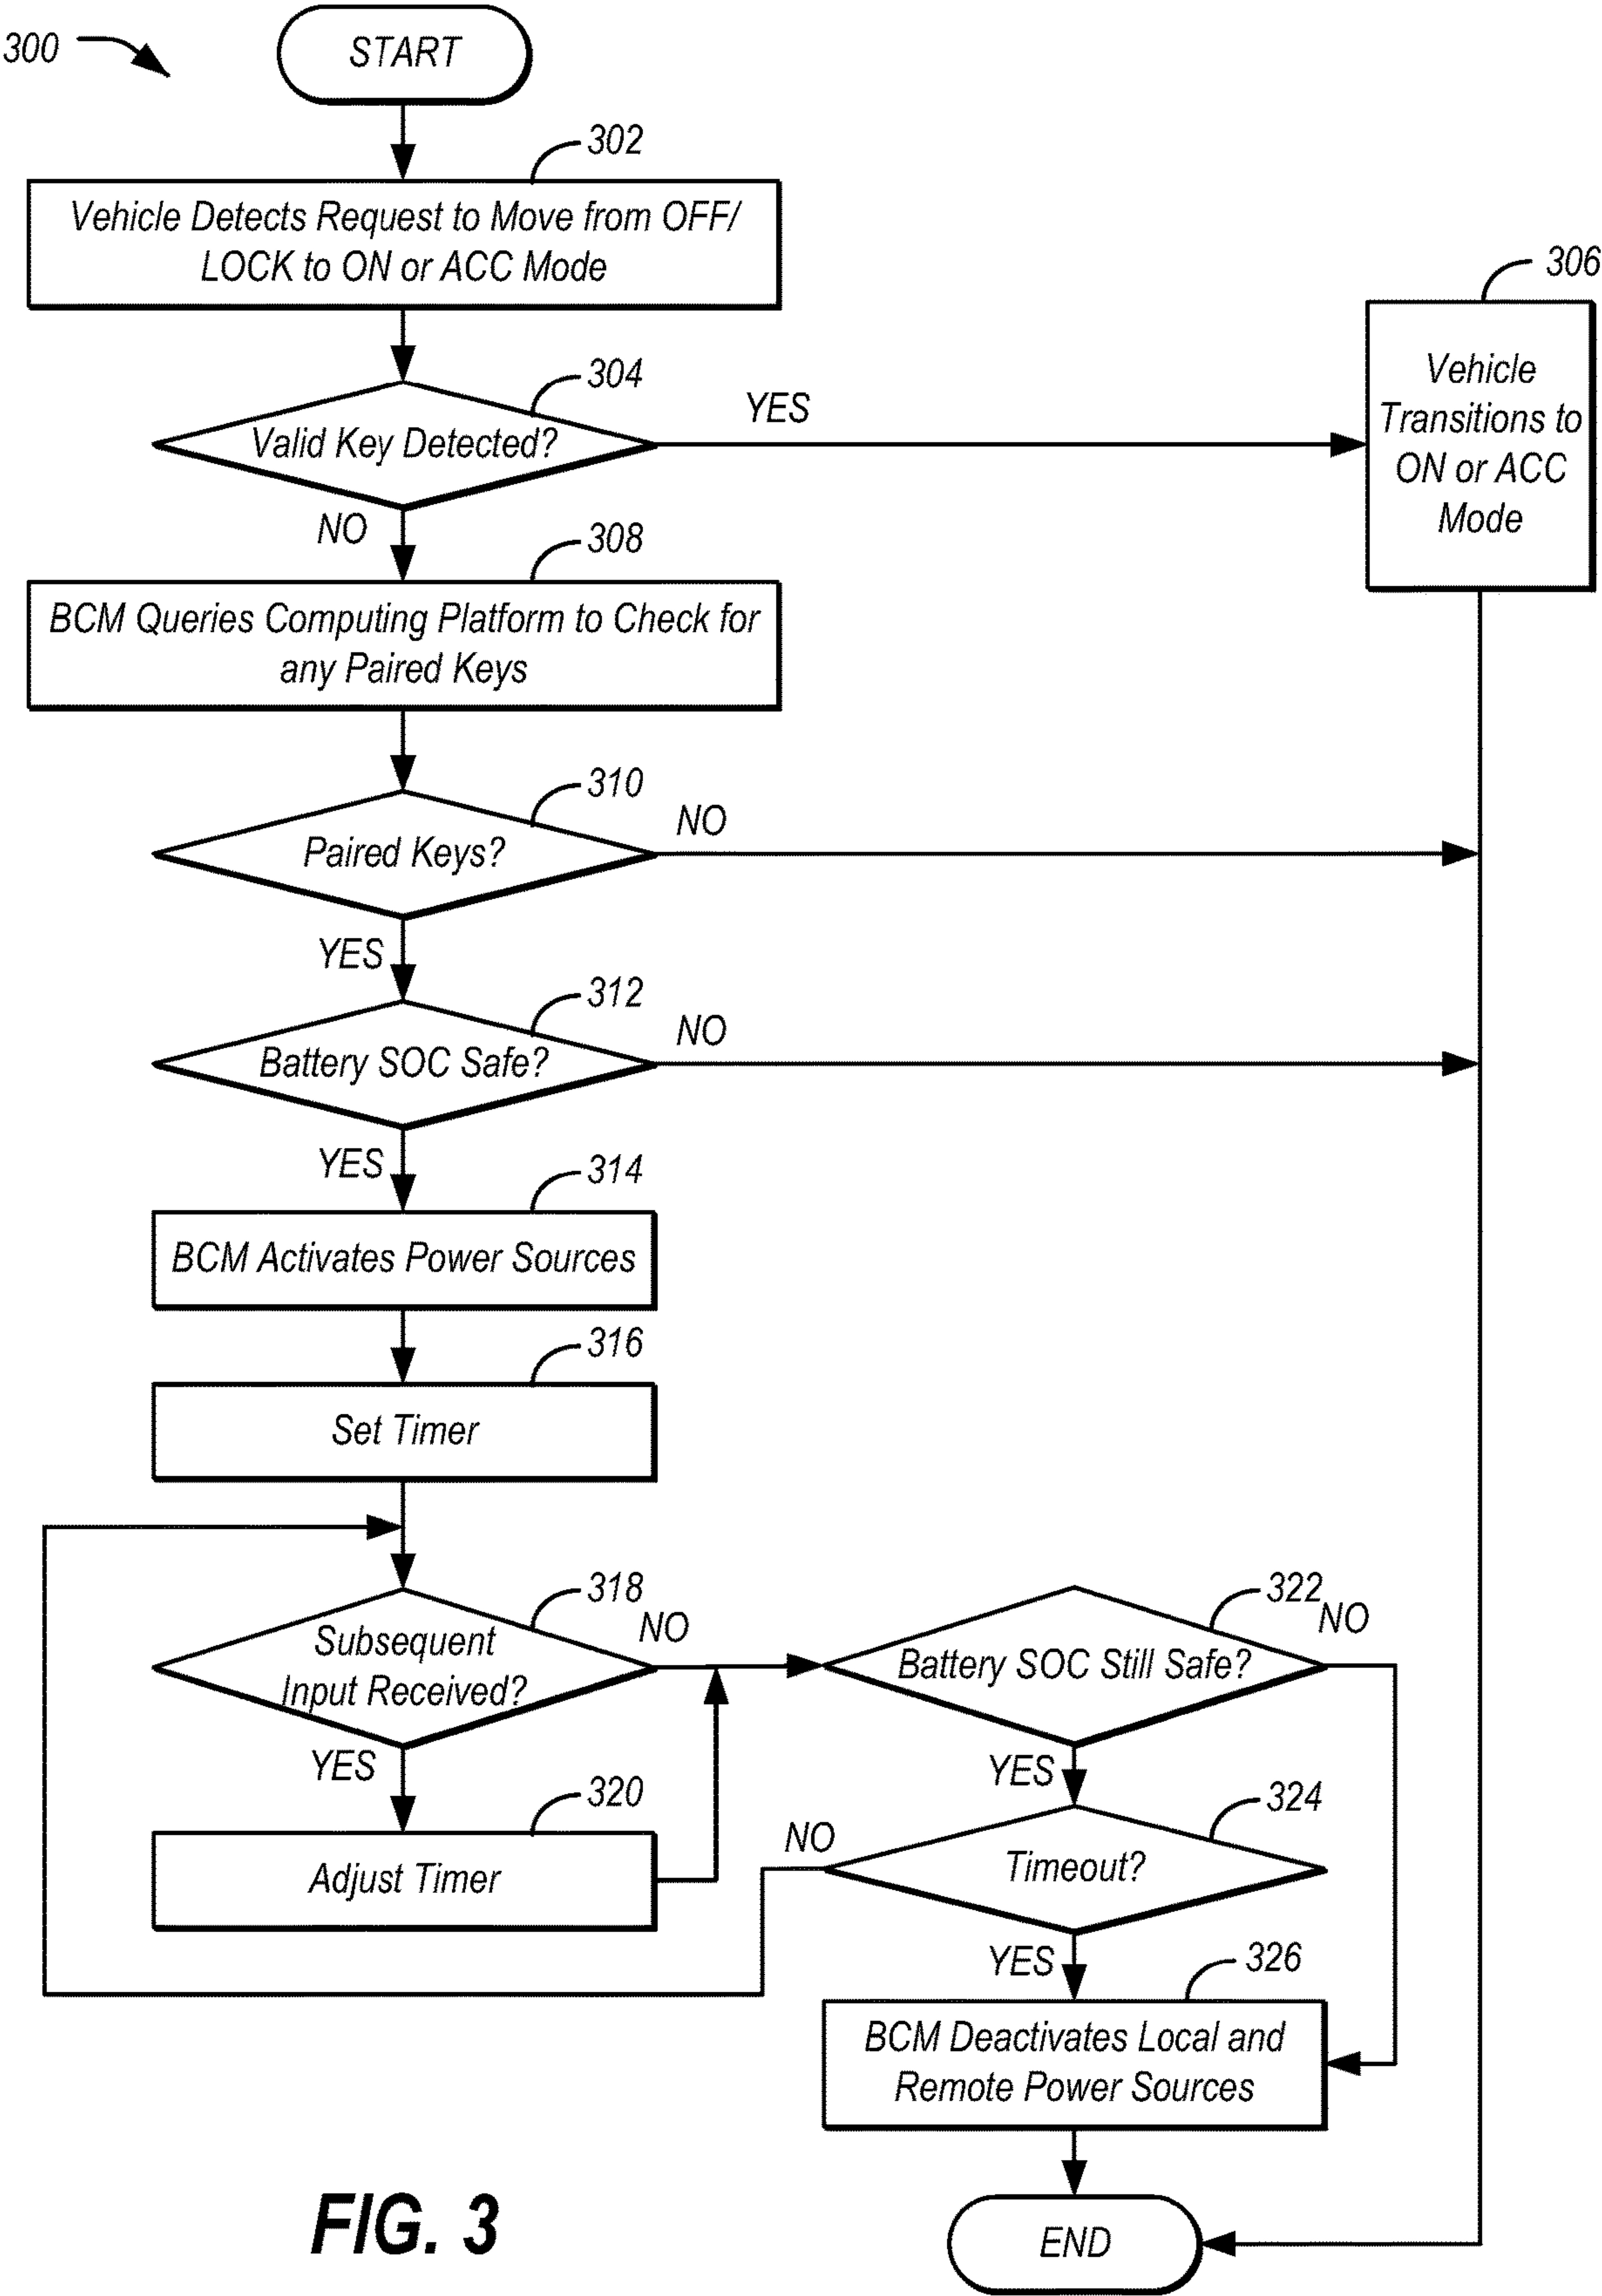 300
START
302
Vehicle Detects Request to Move from OFF/
LOCK to ON or ACC Mode
306
Vehicle
Transitions to
ON or ACC
Mode
304
Valid Key Detected?
YES
NO
308
BCM Queries Computing Platform to Check for
any Paired Keys
310
Paired Keys?
NO
YES
312
Battery SOC Safe?
NO
YES
314
BCM Activates Power Sources
316
Set Timer
318
Subsequent
Input Received?
NO
YES
320
Adjust Timer
322
Battery SOC Still Safe?
NO
YES
324
Timeout?
NO
YES
326
BCM Deactivates Local and
Remote Power Sources
END
FIG. 3